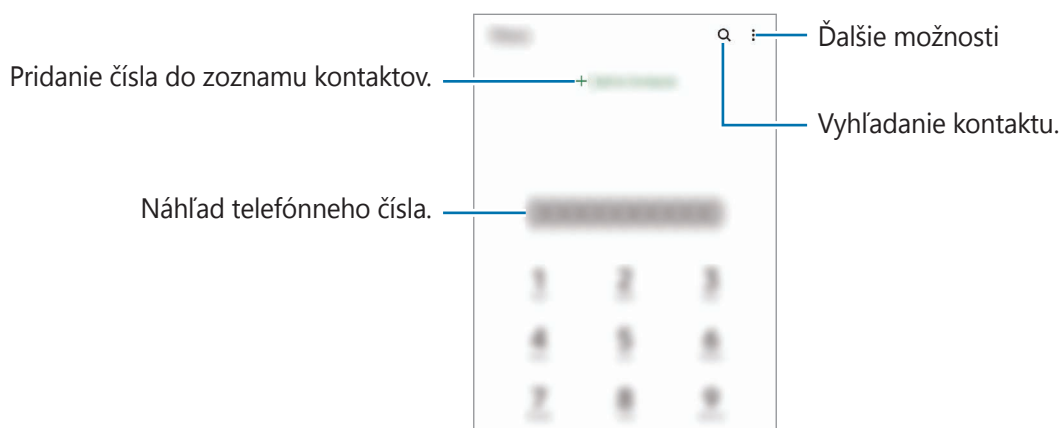 Ďalšie možnosti
Pridanie čísla do zoznamu kontaktov.
Vyhľadanie kontaktu.
Náhľad telefónneho čísla.
1 2 3
4 5 6
7 8 9